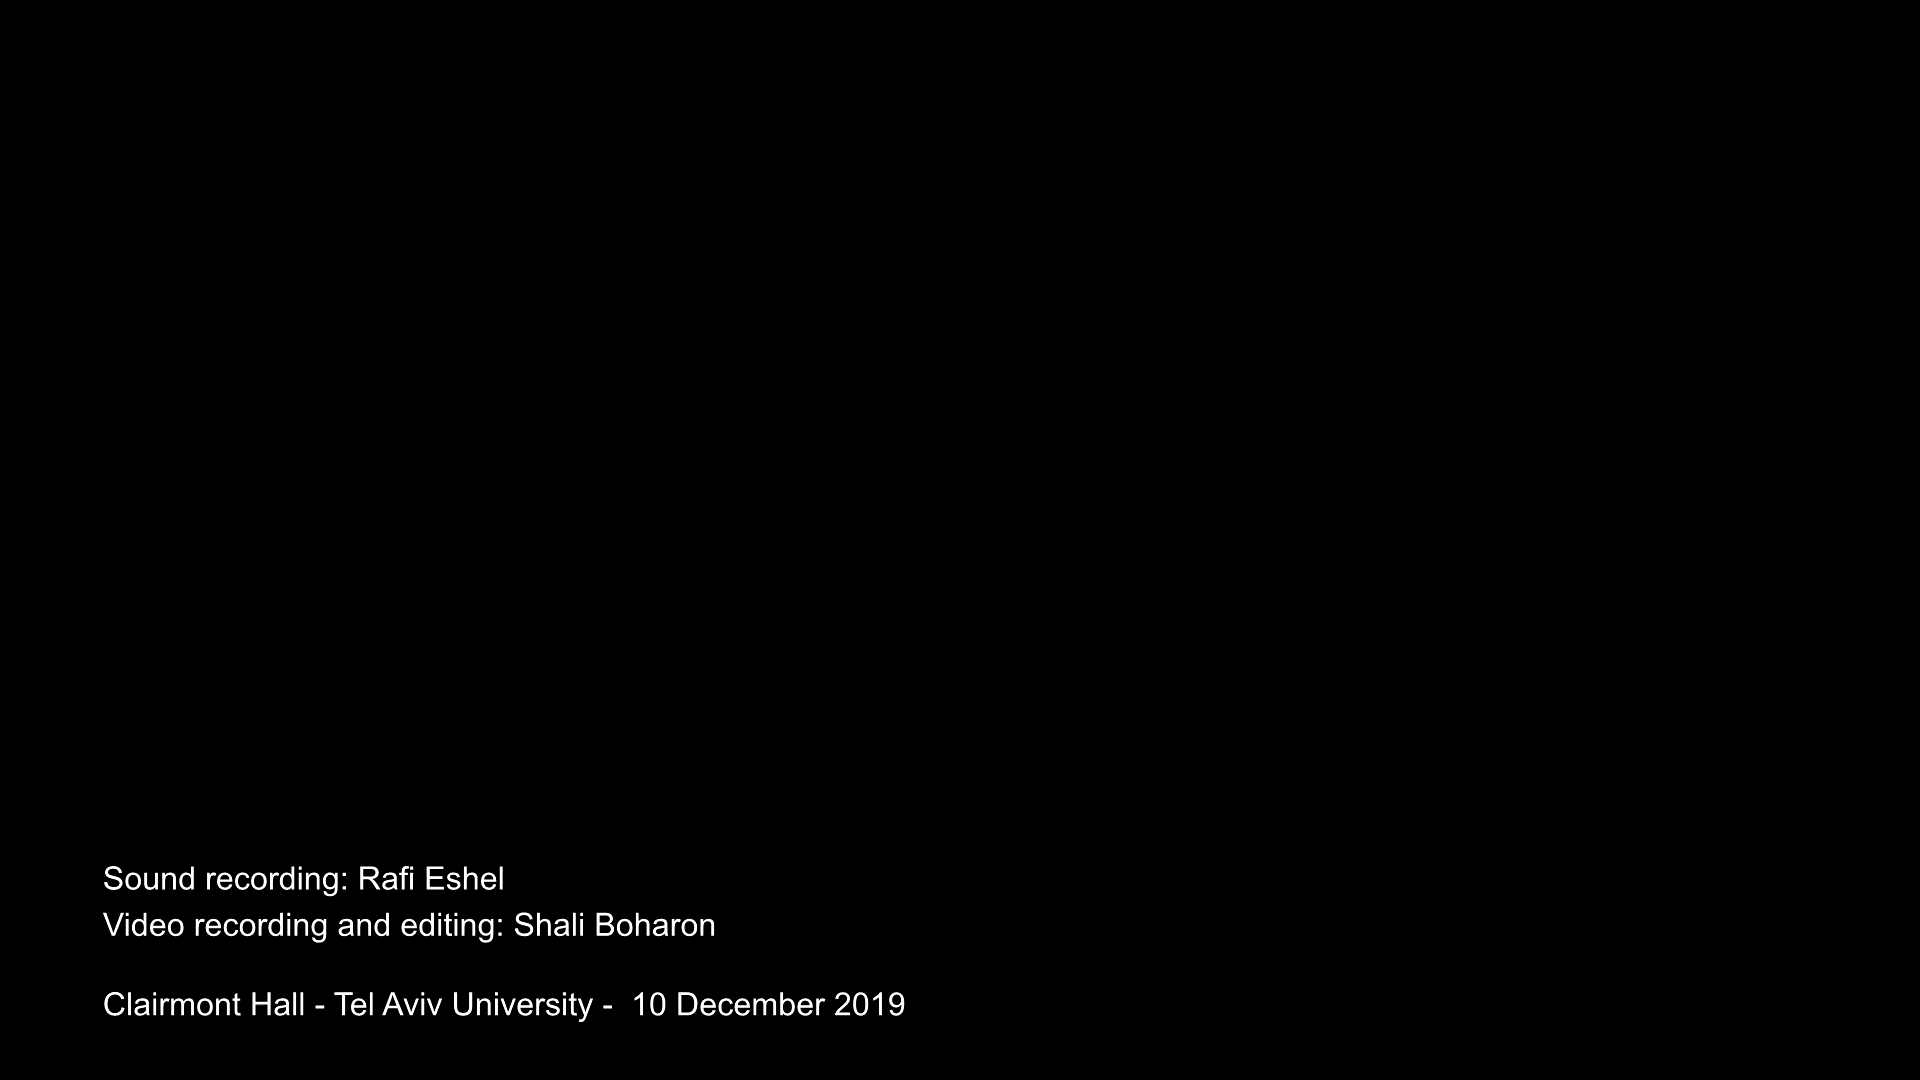 Sound recording: Rafi Eshel
Video recording and editing: Shali Boharon
Clairmont Hall - Tel Aviv University -  10 December 2019